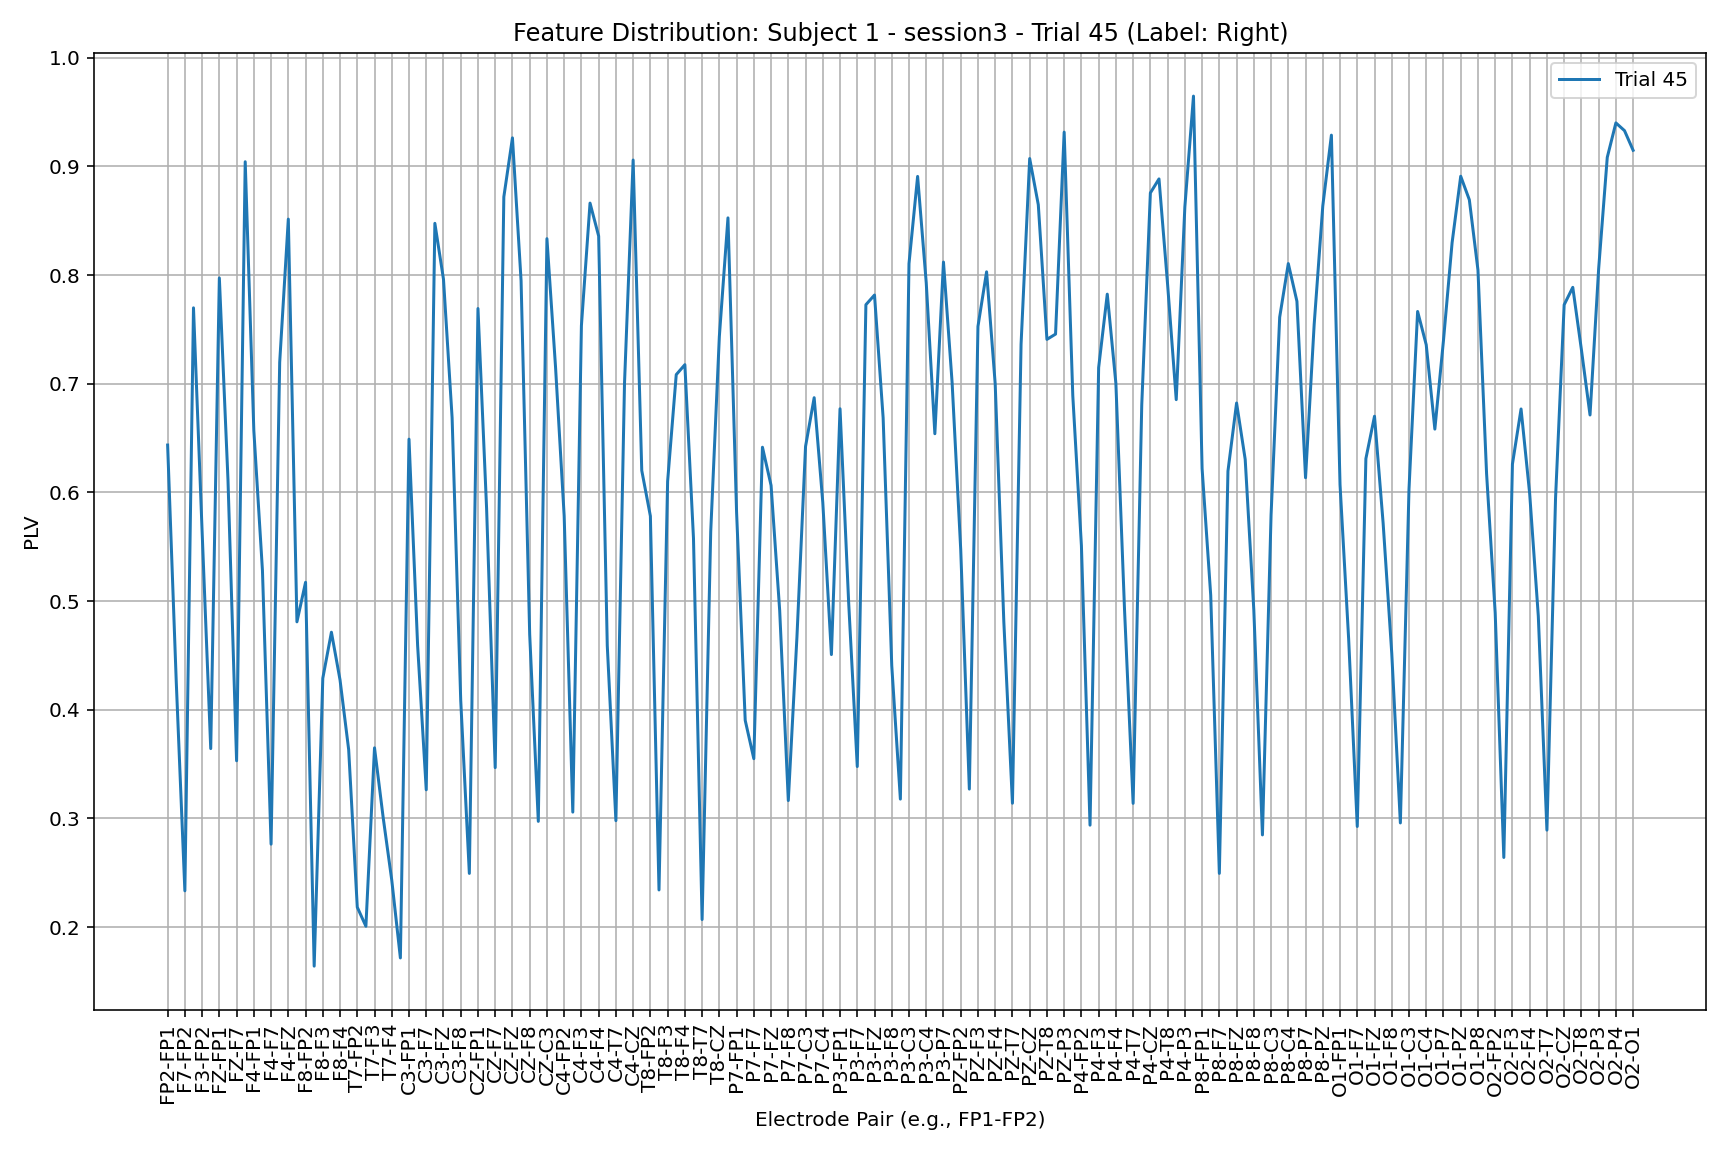 Feature Distribution: Subject 1 - session3 - Trial 45 (Label: Right)
Trial 45
1.0
0.9
0.8
0.7
0.6
0.5
0.4
0.3
0.2
PLV
FP2-FP1
F7-FP2
F3-FP2
FZ-FP1
FZ-F7
F4-FP1
F4-F7
F4-FZ
F8-FP2
F8-F3
F8-F4
T7-FP2
T7-F3
T7-F4
C3-FP1
C3-F7
C3-FZ
C3-F8
CZ-FP1
CZ-F7
CZ-FZ
CZ-F8
CZ-C3
C4-FP2
C4-F3
C4-F4
C4-T7
C4-CZ
T8-FP2
T8-F3
T8-F4
T8-T7
T8-CZ
P7-FP1
P7-F7
P7-FZ
P7-F8
P7-C3
P7-C4
P3-FP1
P3-F7
P3-FZ
P3-F8
P3-C3
P3-C4
P3-P7
PZ-FP2
PZ-F3
PZ-F4
PZ-T7
PZ-CZ
PZ-T8
PZ-P3
P4-FP2
P4-F3
P4-F4
P4-T7
P4-CZ
P4-T8
P4-P3
P8-FP1
P8-F7
P8-FZ
P8-F8
P8-C3
P8-C4
P8-P7
P8-PZ
O1-FP1
O1-F7
O1-FZ
O1-F8
O1-C3
O1-C4
O1-P7
O1-PZ
O1-P8
O2-FP2
O2-F3
O2-F4
O2-T7
O2-CZ
O2-T8
O2-P3
O2-P4
O2-O1
Electrode Pair (e.g., FP1-FP2)